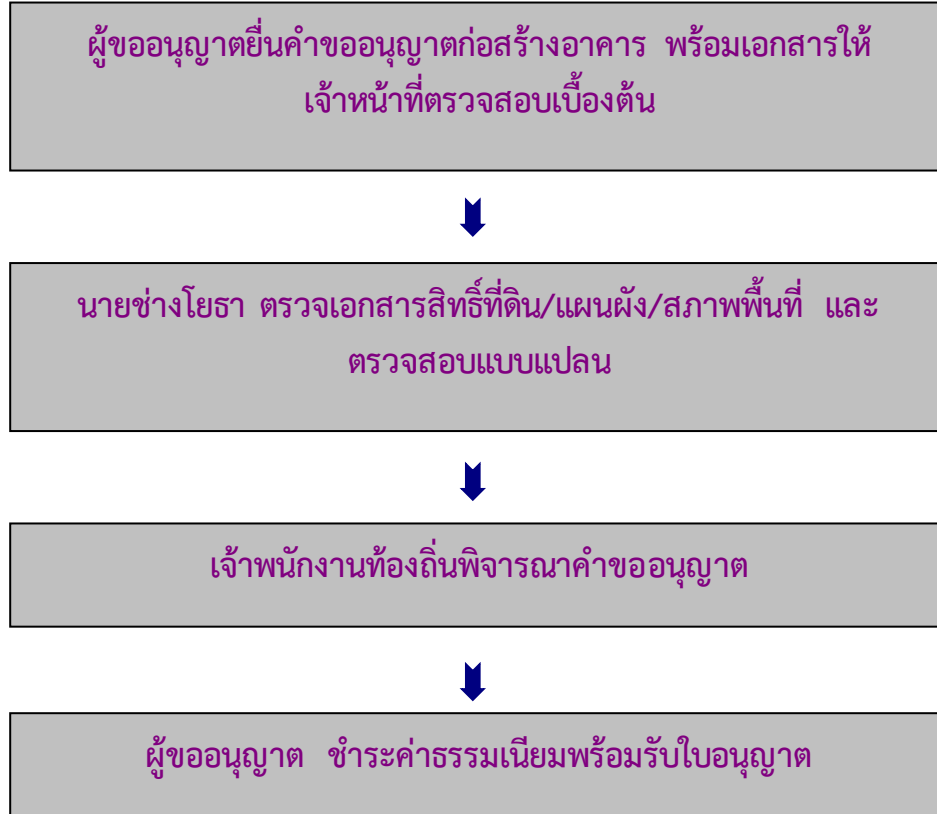 ผู้ขออนุญาตยื่นคำขออนุญาตก่อสร้างอาคาร พร้อมเอกสารให้
เจ้าหน้าที่ตรวจสอบเบื้องต้น
นายช่างโยธา ตรวจเอกสารสิทธิ์ที่ดิน/แผนผัง/สภาพพื้นที่ และ
ตรวจสอบแบบแปลน
เจ้าพนักงานท้องถิ่นพิจารณาคำขออนุญาต
ผู้ขออนุญาต ชำระค่าธรรมเนียมพร้อมรับใบอนุญาต